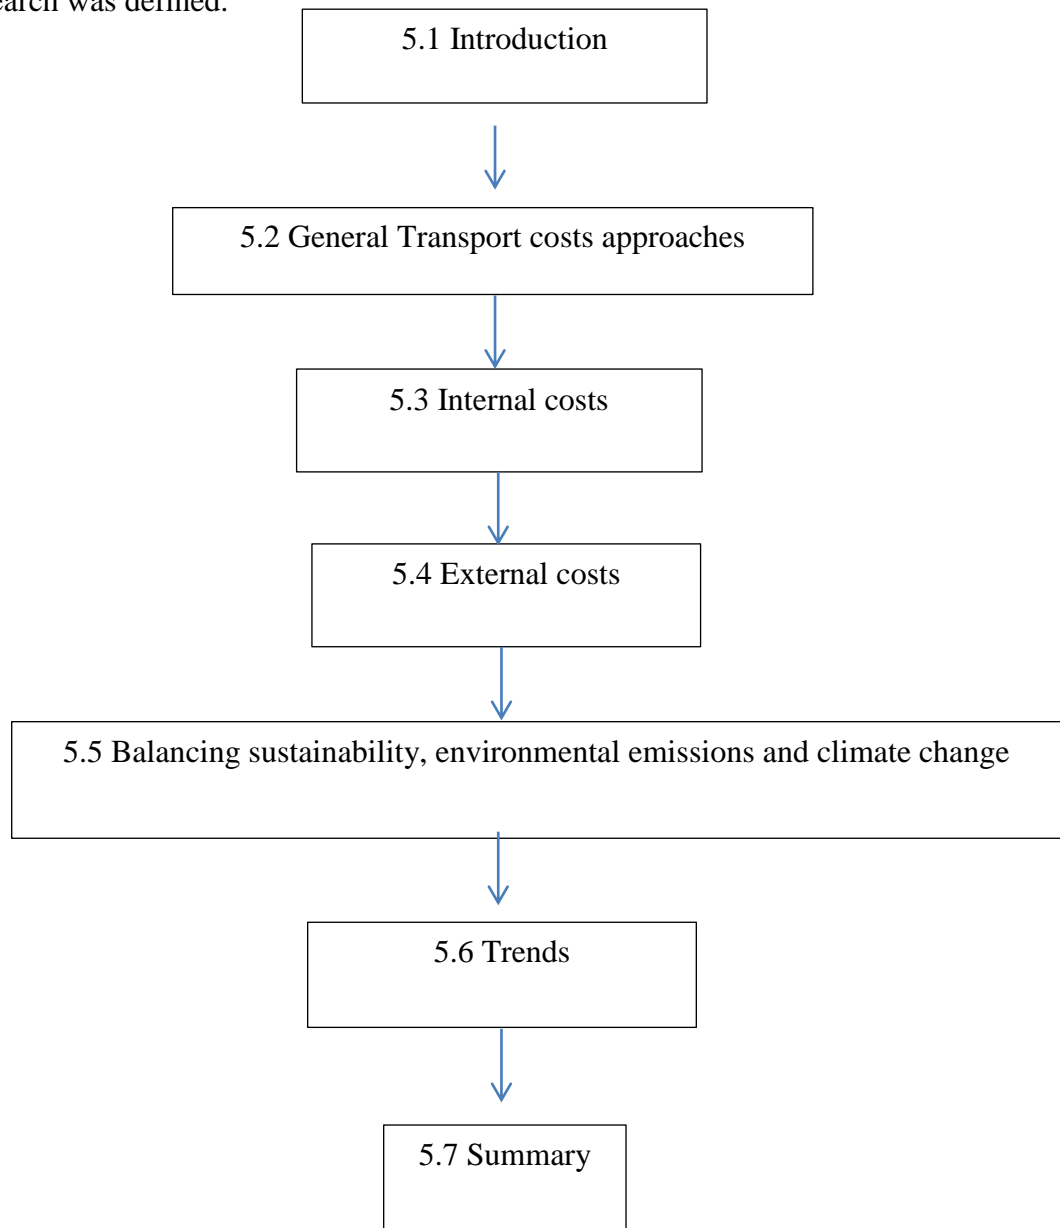 was defined.
5.1 Introduction
5.2 General Transport costs approaches
5.3 Internal costs
5.4 External costs
5.5 Balancing sustainability, environmental emissions and climate change
5.6 Trends
5.7 Summary